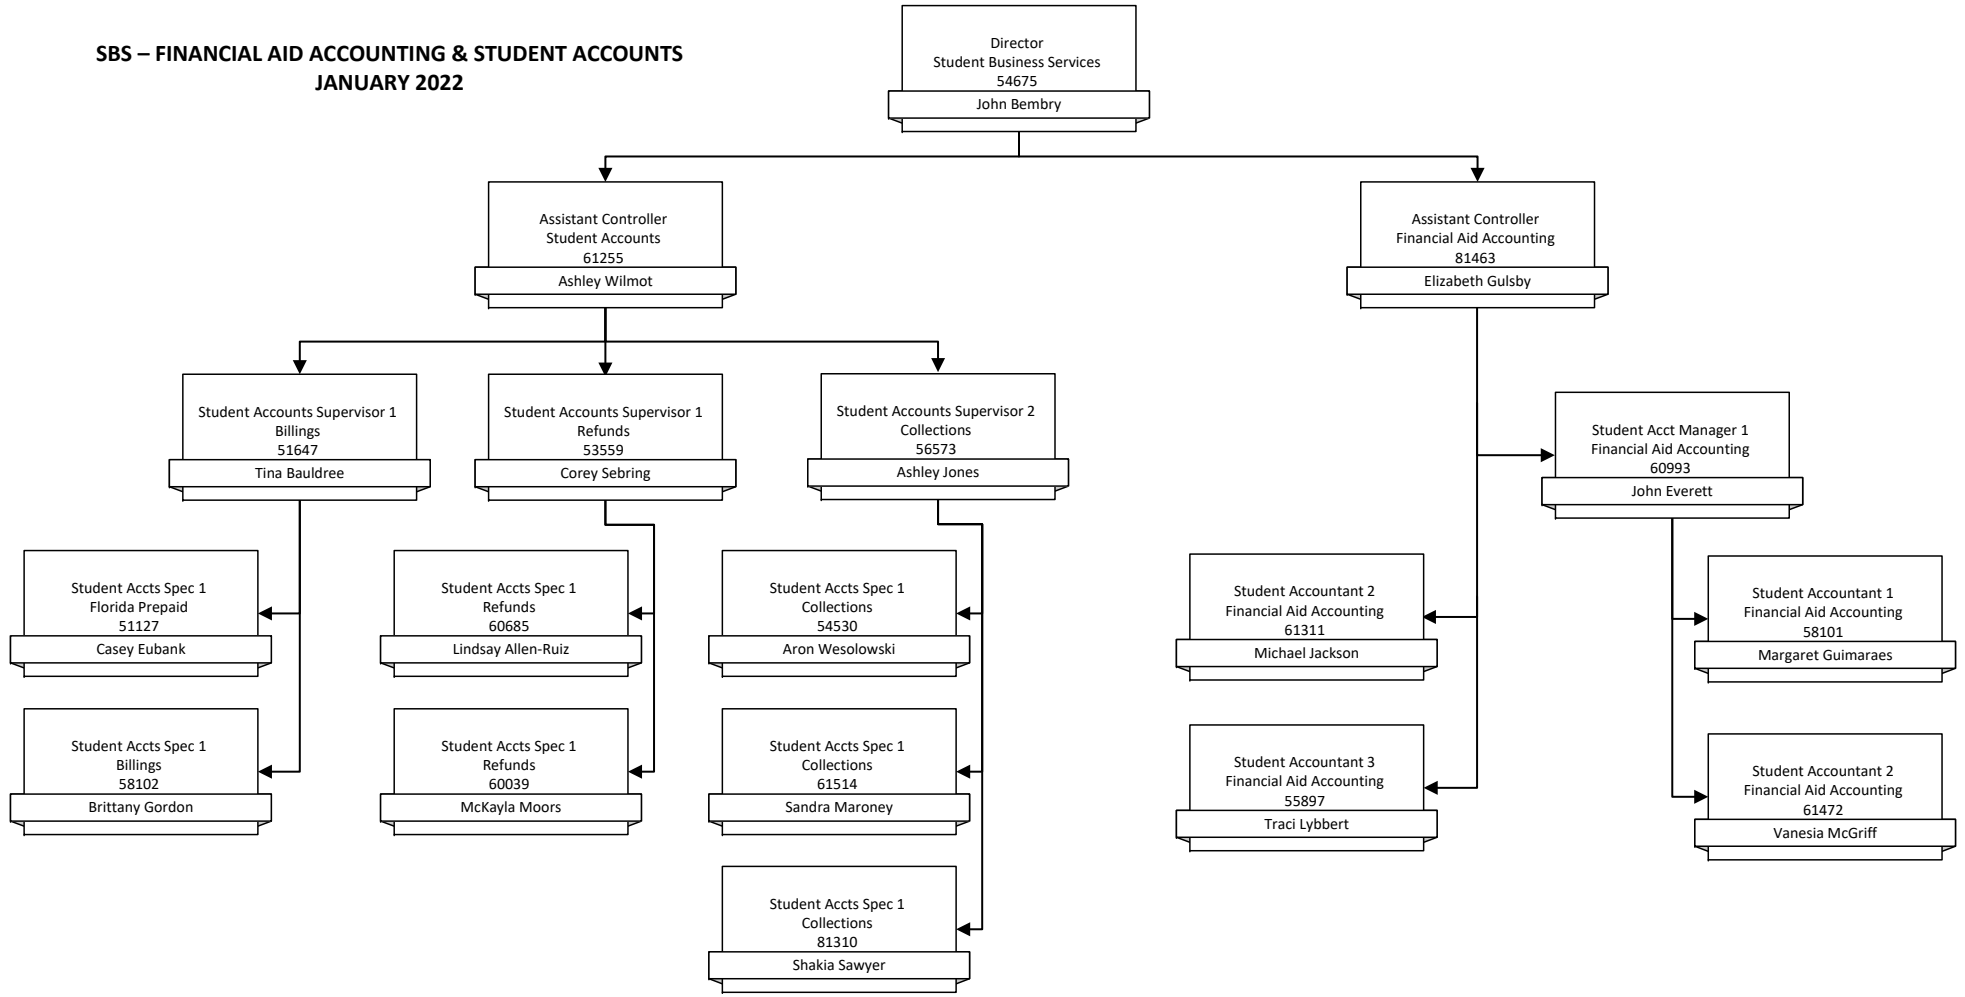 SBS – FINANCIAL AID ACCOUNTING & STUDENT ACCOUNTS
JANUARY 2022
Director
Student Business Services
54675
John Bembry
Assistant Controller
Student Accounts
61255
Ashley Wilmot
Assistant Controller
Financial Aid Accounting
81463
Elizabeth Gulsby
Student Accounts Supervisor 1
Billings
51647
Tina Bauldree
Student Accounts Supervisor 1
Refunds
53559
Corey Sebring
Student Accounts Supervisor 2
Collections
56573
Ashley Jones
Student Acct Manager 1
Financial Aid Accounting
60993
John Everett
Student Accts Spec 1
Florida Prepaid
51127
Casey Eubank
Student Accts Spec 1
Refunds
60685
Lindsay Allen-Ruiz
Student Accts Spec 1
Collections
54530
Aron Wesolowski
Student Accountant 2
Financial Aid Accounting
61311
Michael Jackson
Student Accountant 1
Financial Aid Accounting
58101
Margaret Guimaraes
Student Accts Spec 1
Billings
58102
Brittany Gordon
Student Accts Spec 1
Refunds
60039
McKayla Moors
Student Accts Spec 1
Collections
61514
Sandra Maroney
Student Accountant 3
Financial Aid Accounting
55897
Traci Lybbert
Student Accountant 2
Financial Aid Accounting
61472
Vanesia McGriff
Student Accts Spec 1
Collections
81310
Shakia Sawyer